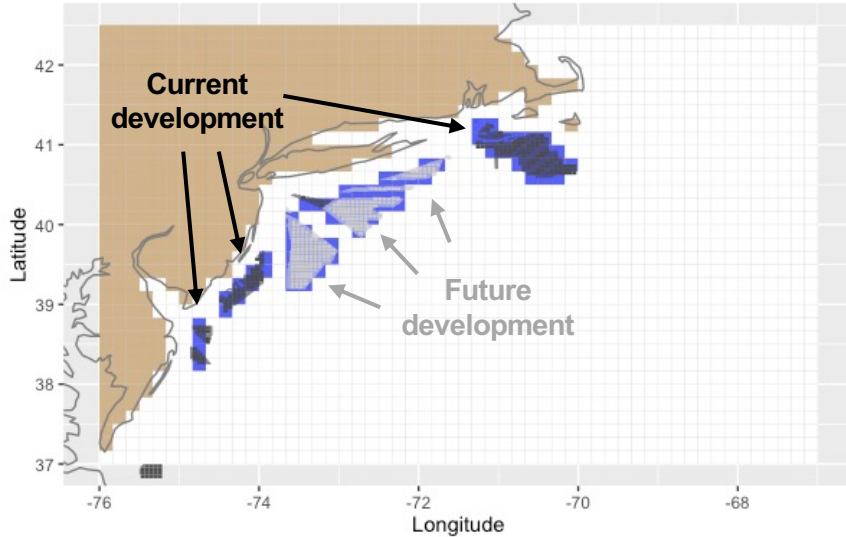 42
41
40
39
38
37
Latitude
Current
development
Future
development
-76
-74
-72
-70
-68
Longitude